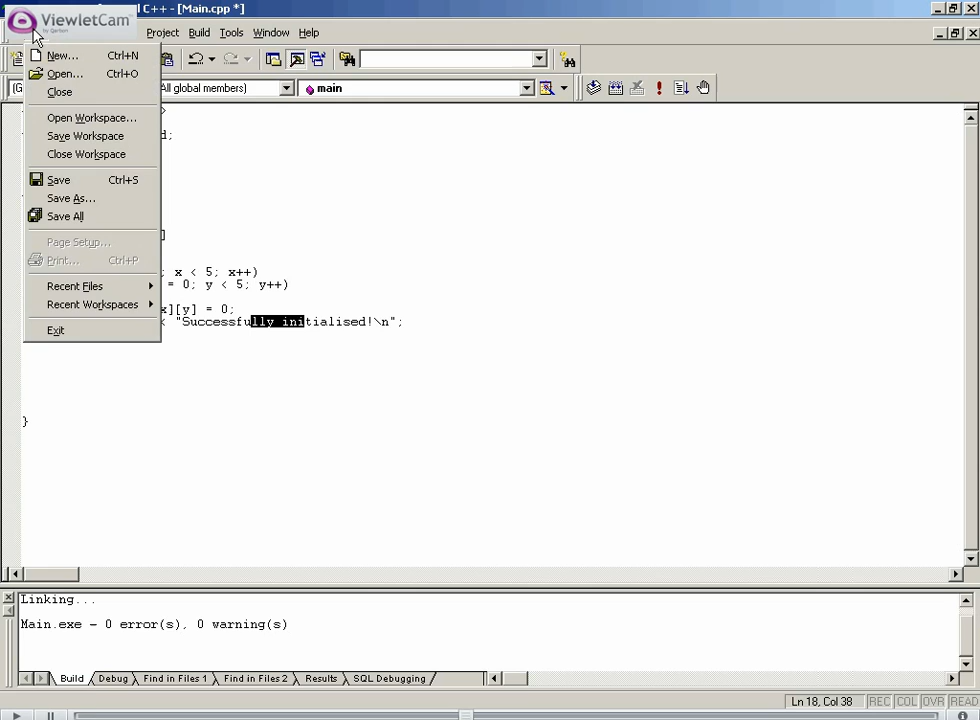 C++ - [Main.cpp *]
ViewletCam
by Qarbon
Project Build Tools Window Help
New... Ctrl+N
Open... Ctrl+O
Close
Open Workspace...
Save Workspace
Close Workspace
Save Ctrl+S
Save As...
Save All
Page Setup...
Print... Ctrl+P
Recent Files
Recent Workspaces
Exit
All global members) main
d;
]
; x < 5; x++)
= 0; y < 5; y++)
x][y] = 0;
"Successfully initialised!\n";
}
Linking...
Main.exe - 0 error(s), 0 warning(s)
Build Debug Find in Files 1 Find in Files 2 Results SQL Debugging
Ln 18, Col 38 REC COL OVR READ